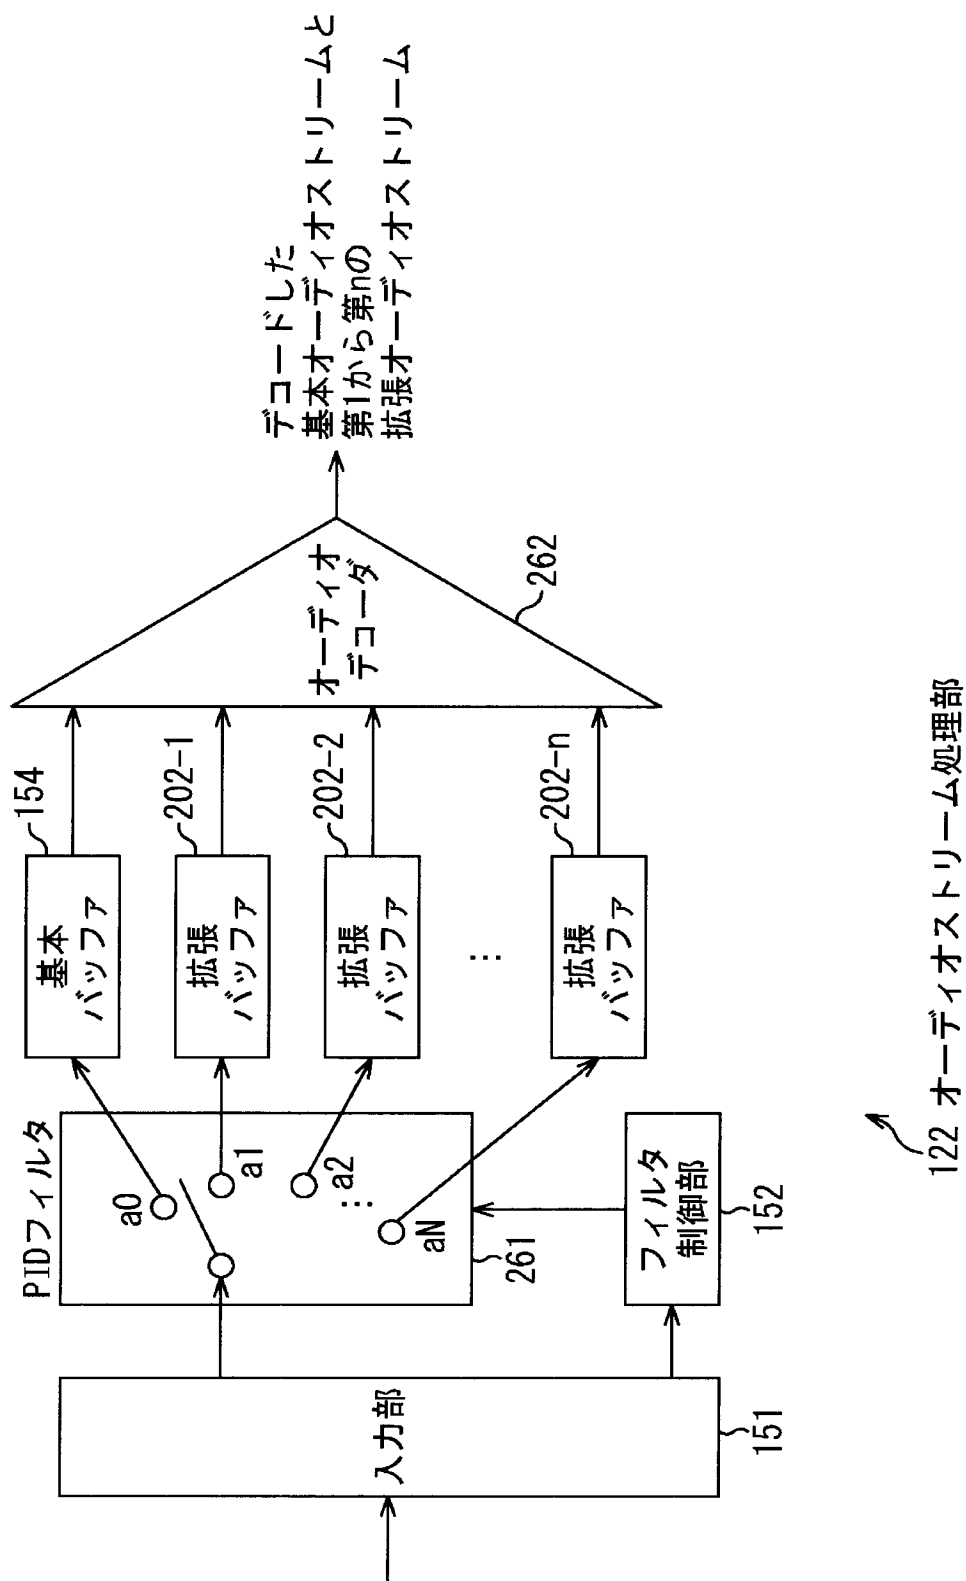 入力部
151
PIDフィルタ
a0
a1
a2
⋮
aN
261
フィルタ
制御部
152
基本
バッファ
154
拡張
バッファ
202-1
拡張
バッファ
202-2
⋮
拡張
バッファ
202-n
オーディオ
デコーダ
262
デコードした
基本オーディオストリームと
第1から第nの
拡張オーディオストリーム
122 オーディオストリーム処理部